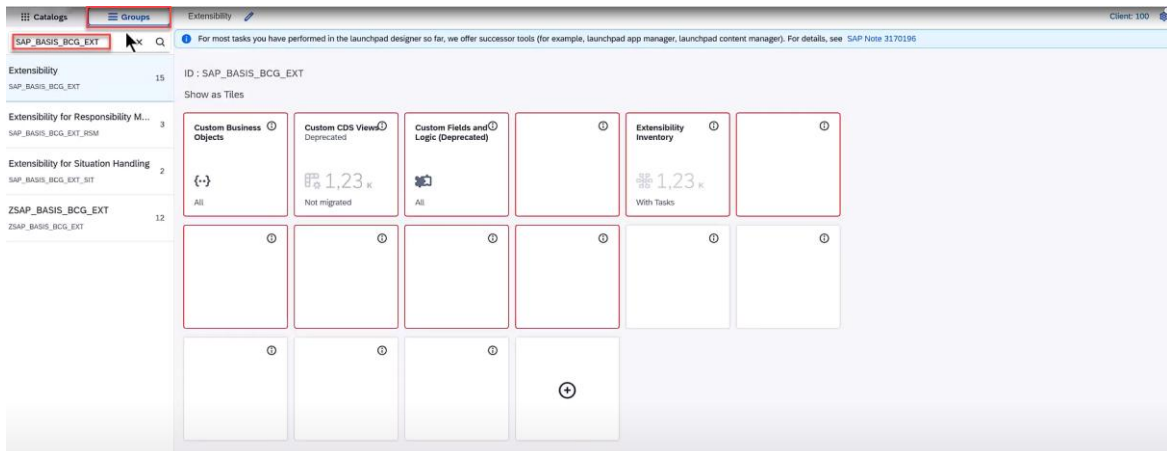 Catalogs
Groups
Extensibility
Client: 100
SAP_BASIS_BCG_EXT
For most tasks you have performed in the launchpad designer so far, we offer successor tools (for example, launchpad app manager, launchpad content manager). For details, see SAP Note 3170196
Extensibility
15
SAP_BASIS_BCG_EXT
Extensibility for Responsibility M...
3
SAP_BASIS_BCG_EXT_RSM
Extensibility for Situation Handling
2
SAP_BASIS_BCG_EXT_SIT
ZSAP_BASIS_BCG_EXT
12
ZSAP_BASIS_BCG_EXT
ID : SAP_BASIS_BCG_EXT
Show as Tiles
Custom Business
Objects
All
Custom CDS Views
Deprecated
1,23 K
Not migrated
Custom Fields and
Logic (Deprecated)
All
Extensibility
Inventory
1,23 K
With Tasks